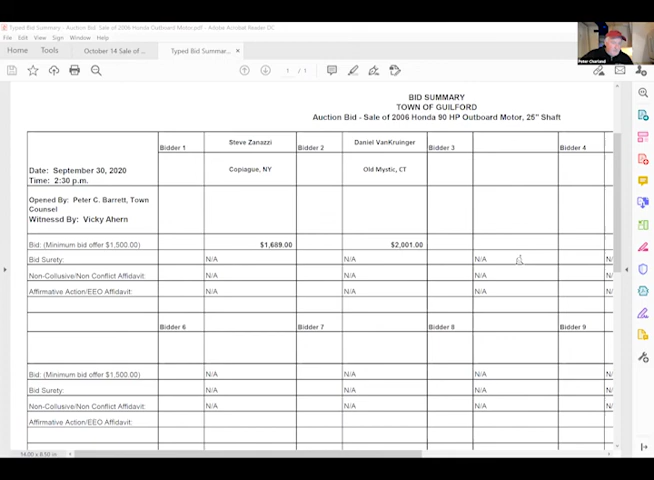 Typed Bid Summary - Auction Bid Sale of 2006 Honda Outboard Motor.pdf - Adobe Acrobat Reader DC
File Edit View Sign Window Help
Home Tools October 14 Sale of ... Typed Bid Summar... ×
1 / 1
Peter Charland
BID SUMMARY
TOWN OF GUILFORD
Auction Bid - Sale of 2006 Honda 90 HP Outboard Motor, 25" Shaft
Bidder 1 Steve Zanazzi Bidder 2 Daniel VanKruinger Bidder 3 Bidder 4
Copiague, NY Old Mystic, CT
Date: September 30, 2020
Time: 2:30 p.m.
Opened By: Peter C. Barrett, Town
Counsel
Witnessd By: Vicky Ahern
Bid: (Minimum bid offer $1,500.00) $1,689.00 $2,001.00
Bid Surety: N/A N/A N/A N/
Non-Collusive/Non Conflict Affidavit: N/A N/A N/A N/
Affirmative Action/EEO Affidavit: N/A N/A N/A N/
Bidder 6 Bidder 7 Bidder 8 Bidder 9
Bid: (Minimum bid offer $1,500.00) N/A N/A N/A N/
Bid Surety: N/A N/A N/A N/
Non-Collusive/Non Conflict Affidavit: N/A N/A N/A N/
Affirmative Action/EEO Affidavit:
14.00 x 8.50 in